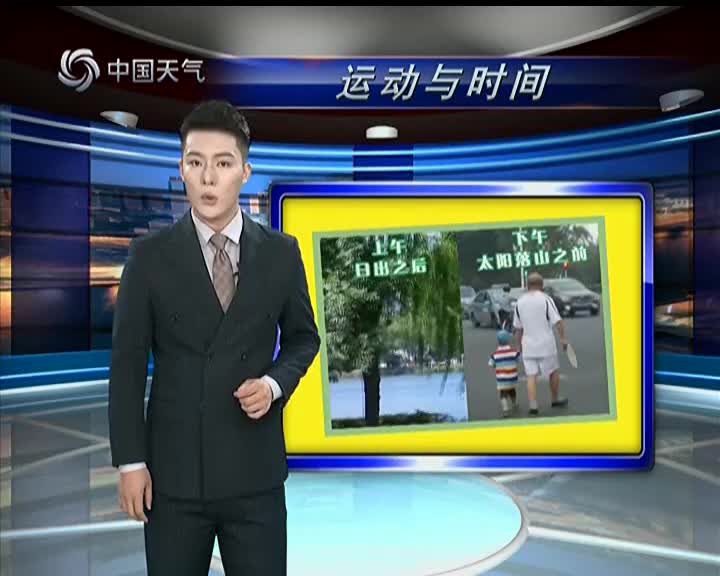 中国天气
运动与时间
上午
日出之后
下午
太阳落山之前